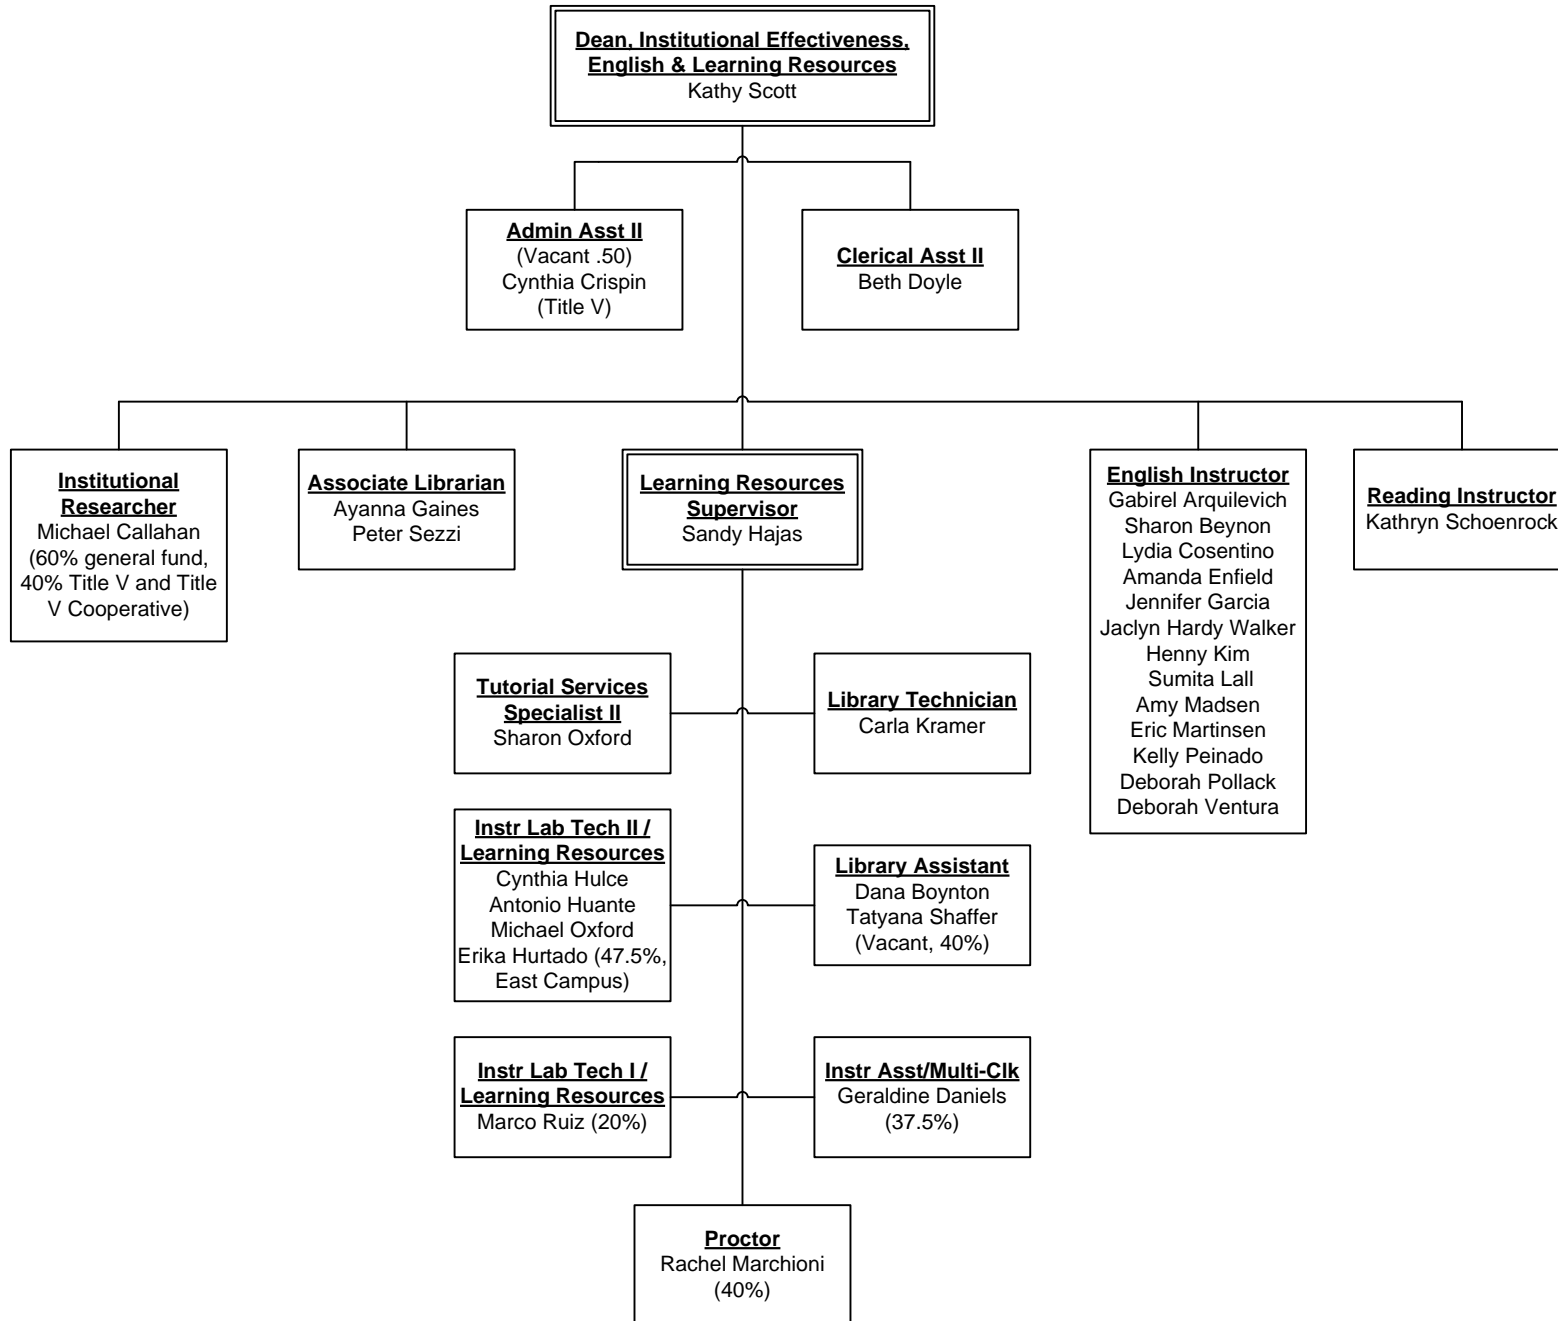 Dean, Institutional Effectiveness,
English & Learning Resources
Kathy Scott
Admin Asst II
(Vacant .50)
Cynthia Crispin
(Title V)
Clerical Asst II
Beth Doyle
Institutional
Researcher
Michael Callahan
(60% general fund,
40% Title V and Title
V Cooperative)
Associate Librarian
Ayanna Gaines
Peter Sezzi
Learning Resources
Supervisor
Sandy Hajas
English Instructor
Gabirel Arquilevich
Sharon Beynon
Lydia Cosentino
Amanda Enfield
Jennifer Garcia
Jaclyn Hardy Walker
Henny Kim
Sumita Lall
Amy Madsen
Eric Martinsen
Kelly Peinado
Deborah Pollack
Deborah Ventura
Reading Instructor
Kathryn Schoenrock
Tutorial Services
Specialist II
Sharon Oxford
Library Technician
Carla Kramer
Instr Lab Tech II /
Learning Resources
Cynthia Hulce
Antonio Huante
Michael Oxford
Erika Hurtado (47.5%,
East Campus)
Library Assistant
Dana Boynton
Tatyana Shaffer
(Vacant, 40%)
Instr Lab Tech I /
Learning Resources
Marco Ruiz (20%)
Instr Asst/Multi-Clk
Geraldine Daniels
(37.5%)
Proctor
Rachel Marchioni
(40%)